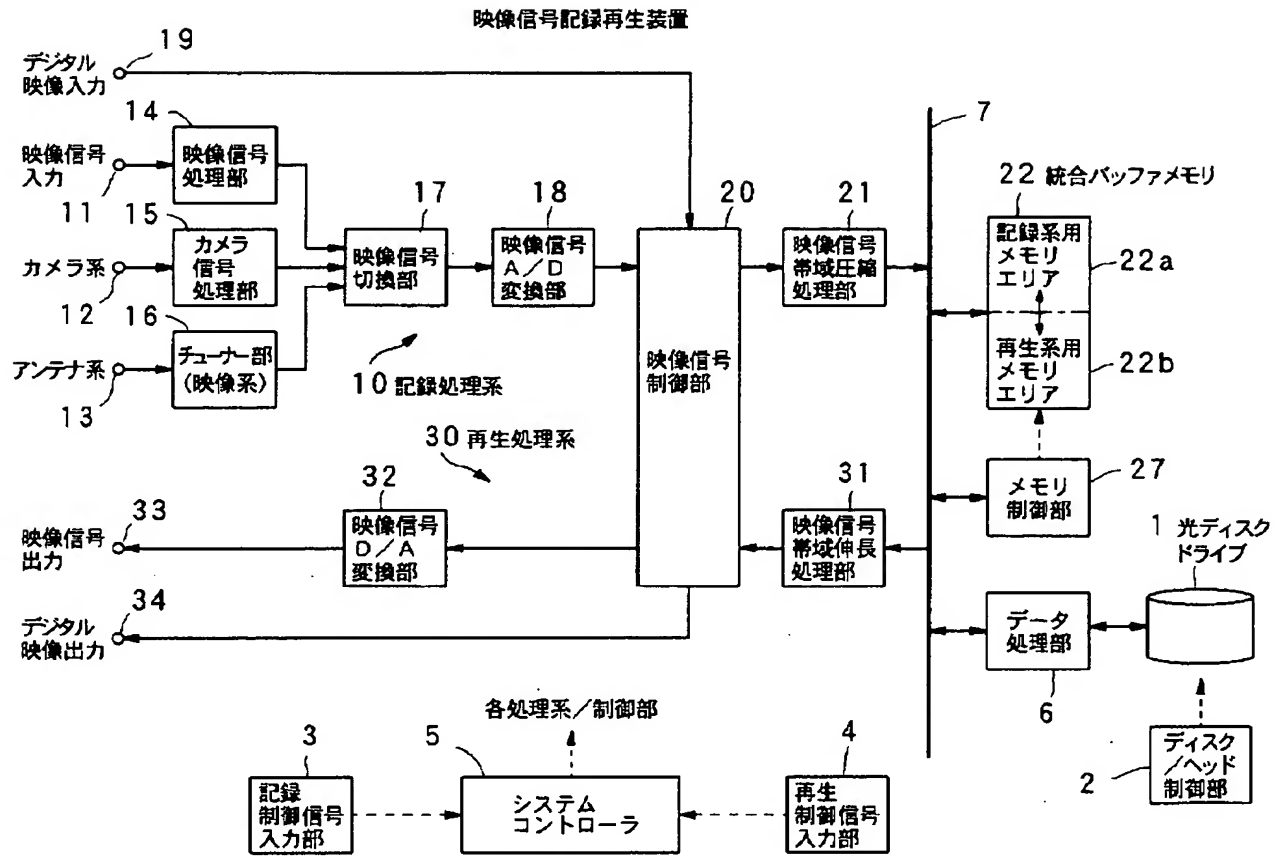 映像信号記録再生装置
19
デジタル
映像入力
14
映像信号
入力
11
映像信号
処理部
15
カメラ系
12
カメラ
信号
処理部
16
アンテナ系
13
チューナー部
(映像系)
17
映像信号
切換部
18
映像信号
A/D
変換部
10 記録処理系
20
映像信号
制御部
21
映像信号
帯域圧縮
処理部
7
22 統合バッファメモリ
記録系用
メモリ
エリア
22a
再生系用
メモリ
エリア
22b
30 再生処理系
32
映像信号
D/A
変換部
33
映像信号
出力
34
デジタル
映像出力
31
映像信号
帯域伸長
処理部
メモリ
制御部
27
1 光ディスク
ドライブ
データ
処理部
6
2
ディスク
/ヘッド
制御部
各処理系/制御部
3
記録
制御信号
入力部
5
システム
コントローラ
4
再生
制御信号
入力部